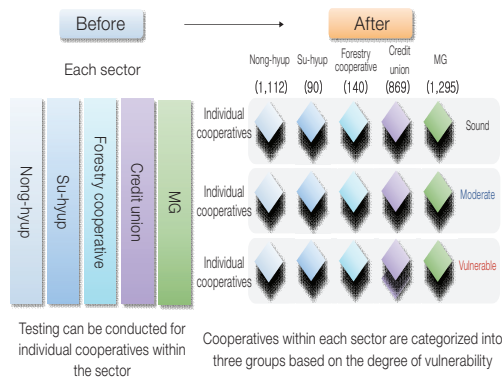 Before
After
Each sector
Nong-hyup
Su-hyup
Forestry cooperative
Credit union
MG
Testing can be conducted for
individual cooperatives within
the sector
Nong-hyup
(1,112)
Su-hyup
(90)
Forestry
cooperative
(140)
Credit
union
(869)
MG
(1,295)
Individual
cooperatives
Sound
Individual
cooperatives
Moderate
Individual
cooperatives
Vulnerable
Cooperatives within each sector are categorized into
three groups based on the degree of vulnerability